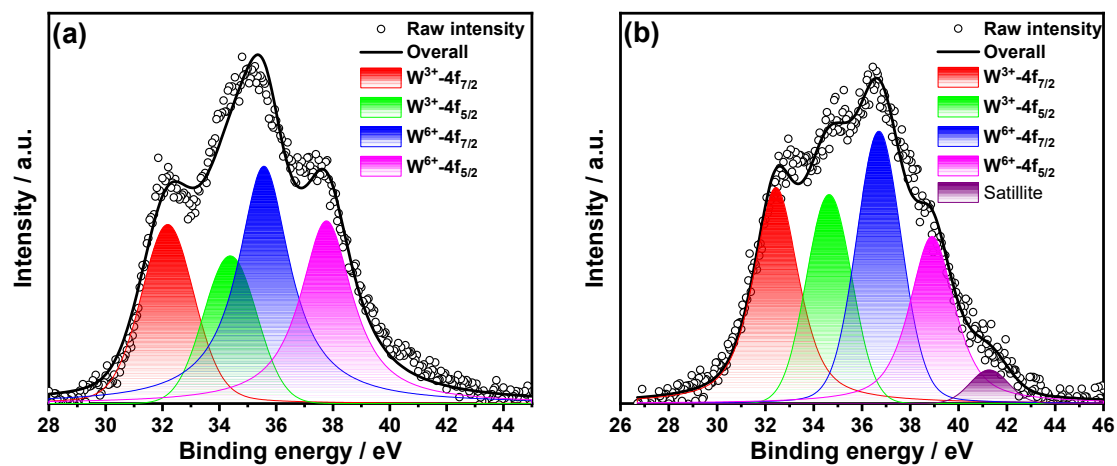 (a)
Raw intensity
Overall
W³⁺-4f₇/₂
W³⁺-4f₅/₂
W⁶⁺-4f₇/₂
W⁶⁺-4f₅/₂
Intensity / a.u.
28 30 32 34 36 38 40 42 44
Binding energy / eV
(b)
Raw intensity
Overall
W³⁺-4f₇/₂
W³⁺-4f₅/₂
W⁶⁺-4f₇/₂
W⁶⁺-4f₅/₂
Satillite
Intensity / a.u.
26 28 30 32 34 36 38 40 42 44 46
Binding energy / eV